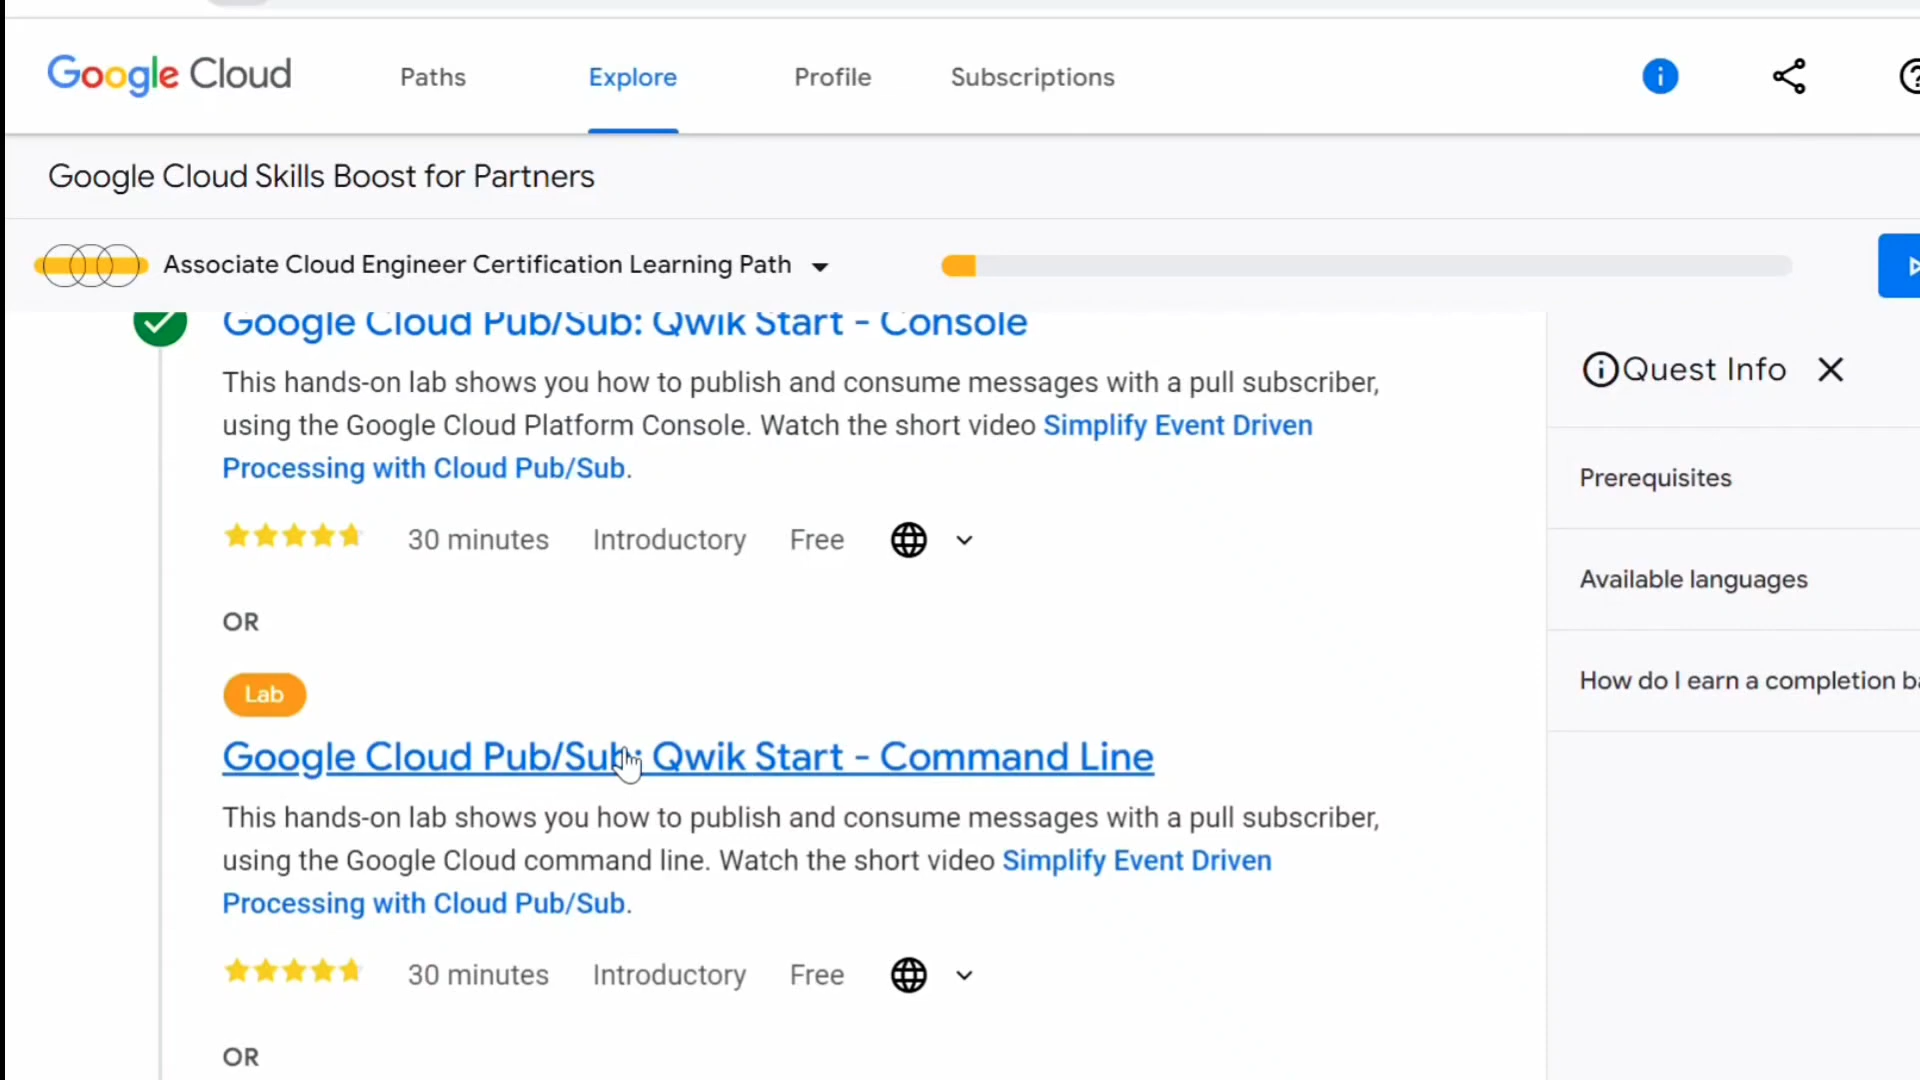 Google Cloud Paths Explore Profile Subscriptions
Google Cloud Skills Boost for Partners
Associate Cloud Engineer Certification Learning Path
Google Cloud Pub/Sub: Qwik Start - Console
This hands-on lab shows you how to publish and consume messages with a pull subscriber,
using the Google Cloud Platform Console. Watch the short video Simplify Event Driven
Processing with Cloud Pub/Sub.
30 minutes Introductory Free
OR
Lab
Google Cloud Pub/Sub: Qwik Start - Command Line
This hands-on lab shows you how to publish and consume messages with a pull subscriber,
using the Google Cloud command line. Watch the short video Simplify Event Driven
Processing with Cloud Pub/Sub.
30 minutes Introductory Free
OR
Quest Info
Prerequisites
Available languages
How do I earn a completion